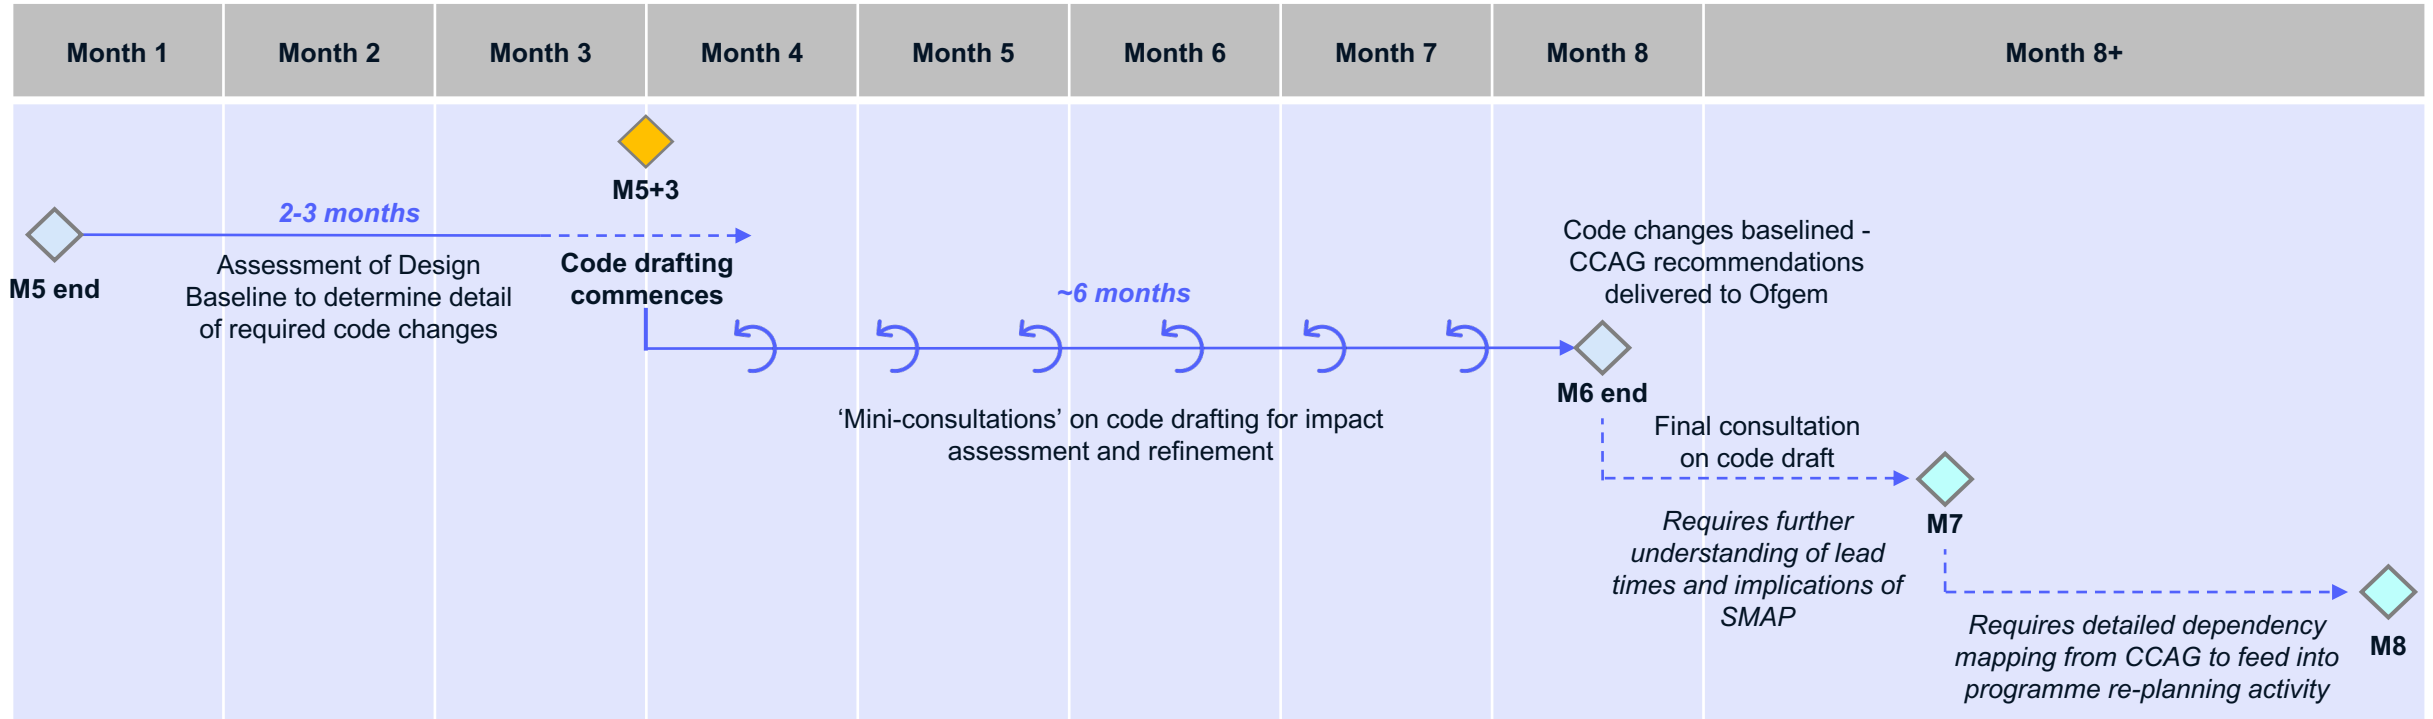 Month 1
Month 2
Month 3
Month 4
Month 5
Month 6
Month 7
Month 8
Month 8+
M5+3
2-3 months
M5 end
Assessment of Design
Baseline to determine detail
of required code changes
Code drafting
commences
~6 months
Code changes baselined -
CCAG recommendations
delivered to Ofgem
M6 end
‘Mini-consultations’ on code drafting for impact
assessment and refinement
Final consultation
on code draft
Requires further
understanding of lead
times and implications of
SMAP
M7
Requires detailed dependency
mapping from CCAG to feed into
programme re-planning activity
M8